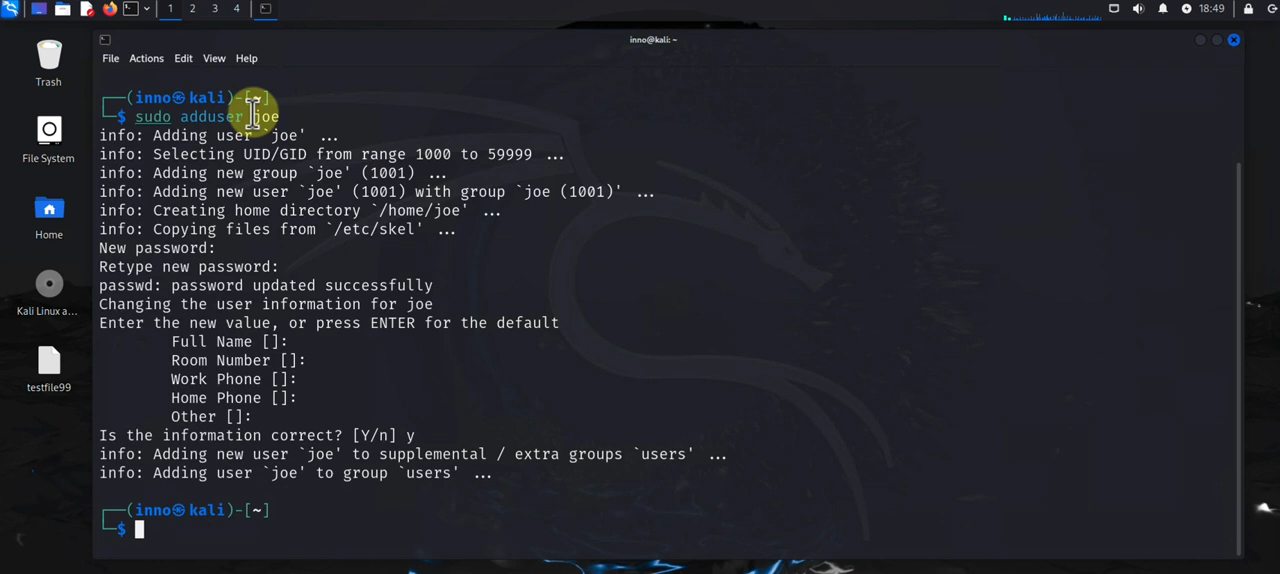 1 2 3 4
18:49
inno@kali: ~
File Actions Edit View Help
Trash
File System
Home
Kali Linux a...
testfile99
┌──(inno㉿kali)-[~]
└─$ sudo adduser joe
info: Adding user `joe' ...
info: Selecting UID/GID from range 1000 to 59999 ...
info: Adding new group `joe' (1001) ...
info: Adding new user `joe' (1001) with group `joe (1001)' ...
info: Creating home directory `/home/joe' ...
info: Copying files from `/etc/skel' ...
New password:
Retype new password:
passwd: password updated successfully
Changing the user information for joe
Enter the new value, or press ENTER for the default
Full Name []:
Room Number []:
Work Phone []:
Home Phone []:
Other []:
Is the information correct? [Y/n] y
info: Adding new user `joe' to supplemental / extra groups `users' ...
info: Adding user `joe' to group `users' ...
┌──(inno㉿kali)-[~]
└─$